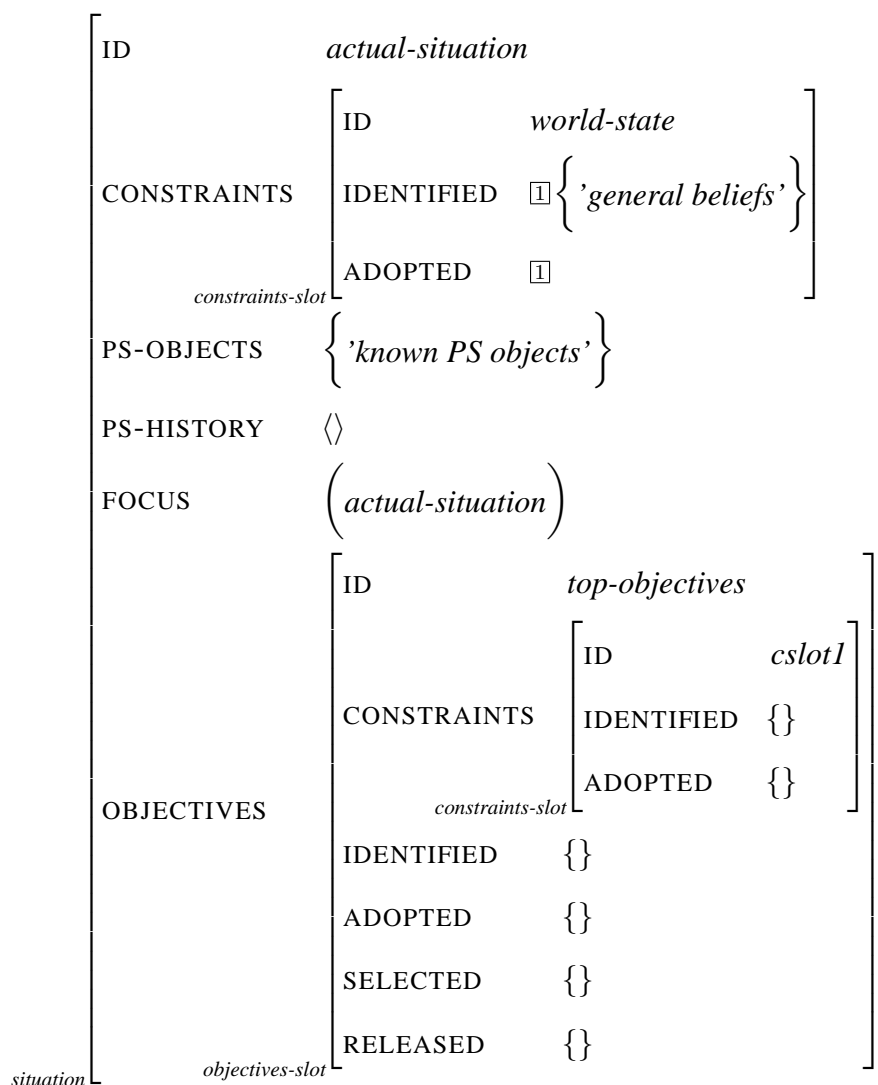 ID actual-situation
ID world-state
CONSTRAINTS IDENTIFIED 1 { 'general beliefs' }
ADOPTED 1
constraints-slot
PS-OBJECTS { 'known PS objects' }
PS-HISTORY ⟨⟩
FOCUS ( actual-situation )
ID top-objectives
ID cslot1
CONSTRAINTS IDENTIFIED {}
ADOPTED {}
constraints-slot
OBJECTIVES
IDENTIFIED {}
ADOPTED {}
SELECTED {}
RELEASED {}
objectives-slot
situation